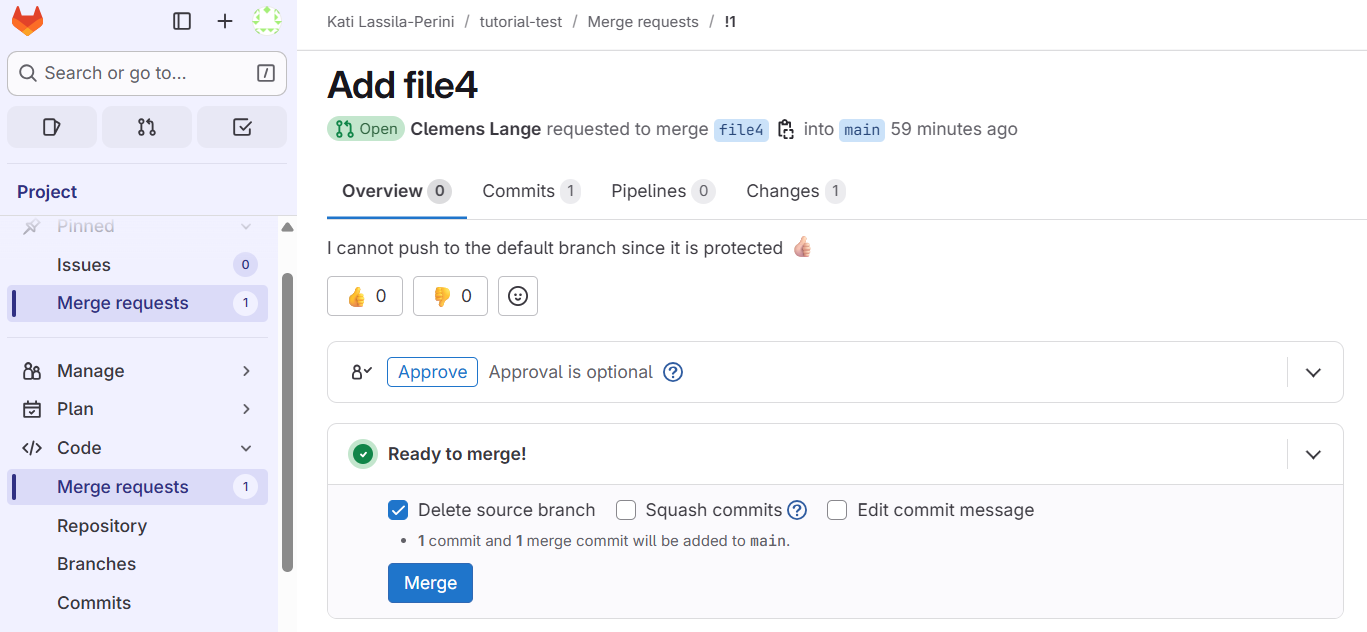 Kati Lassila-Perini / tutorial-test / Merge requests / !1
Search or go to... /
Project
Pinned
Issues 0
Merge requests 1
Manage
Plan
Code
Merge requests 1
Repository
Branches
Commits
Add file4
Open Clemens Lange requested to merge file4 into main 59 minutes ago
Overview 0 Commits 1 Pipelines 0 Changes 1
I cannot push to the default branch since it is protected 👍
👍 0 👎 0
Approve Approval is optional ?
Ready to merge!
Delete source branch Squash commits ? Edit commit message
• 1 commit and 1 merge commit will be added to main.
Merge